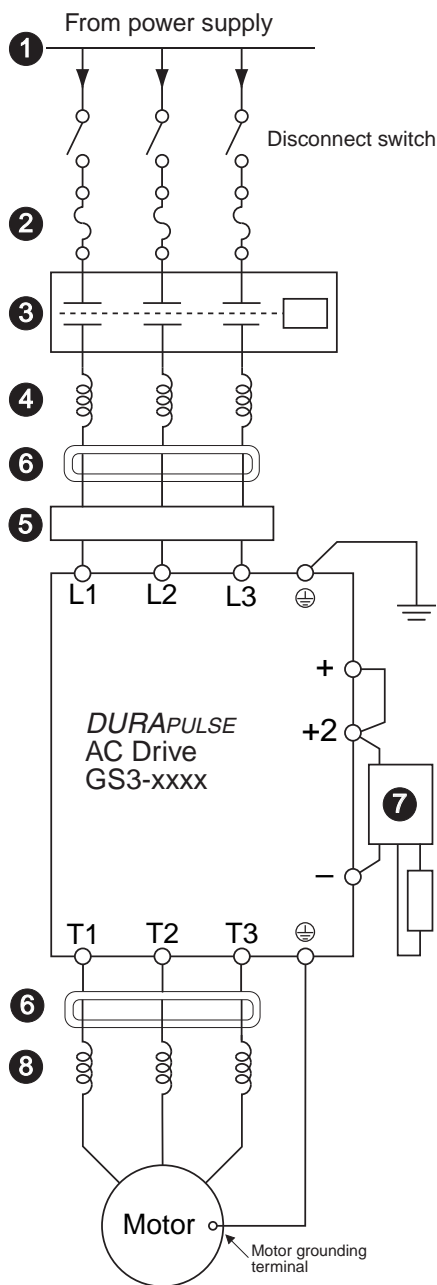 From power supply
1
Disconnect switch
2
3
4
6
5
L1 L2 L3
+
DURAPULSE
AC Drive
GS3-xxxx
+2
7
–
T1 T2 T3
6
8
Motor
Motor grounding
terminal